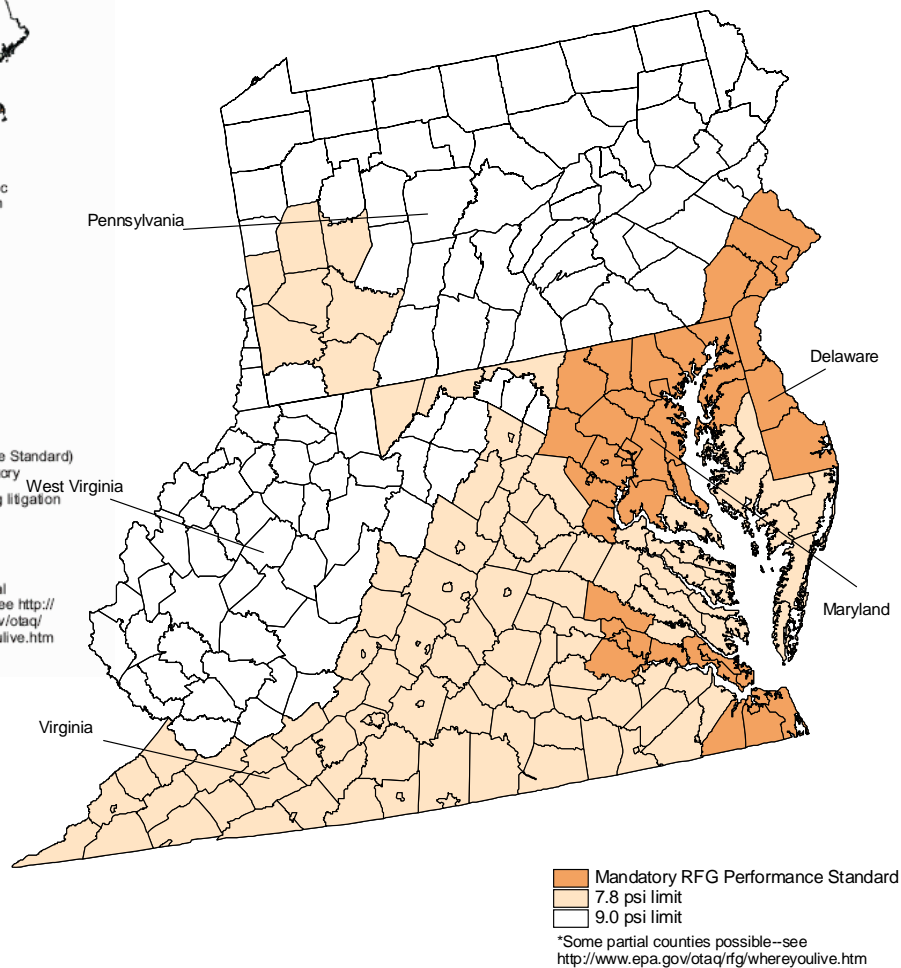 c
n
Pennsylvania
Delaware
e Standard)
ory
West Virginia
g litigation
al
ee http://
v/otaq/
ulive.htm
Maryland
Virginia
Mandatory RFG Performance Standard
7.8 psi limit
9.0 psi limit
*Some partial counties possible--see
http://www.epa.gov/otaq/rfg/whereyoulive.htm